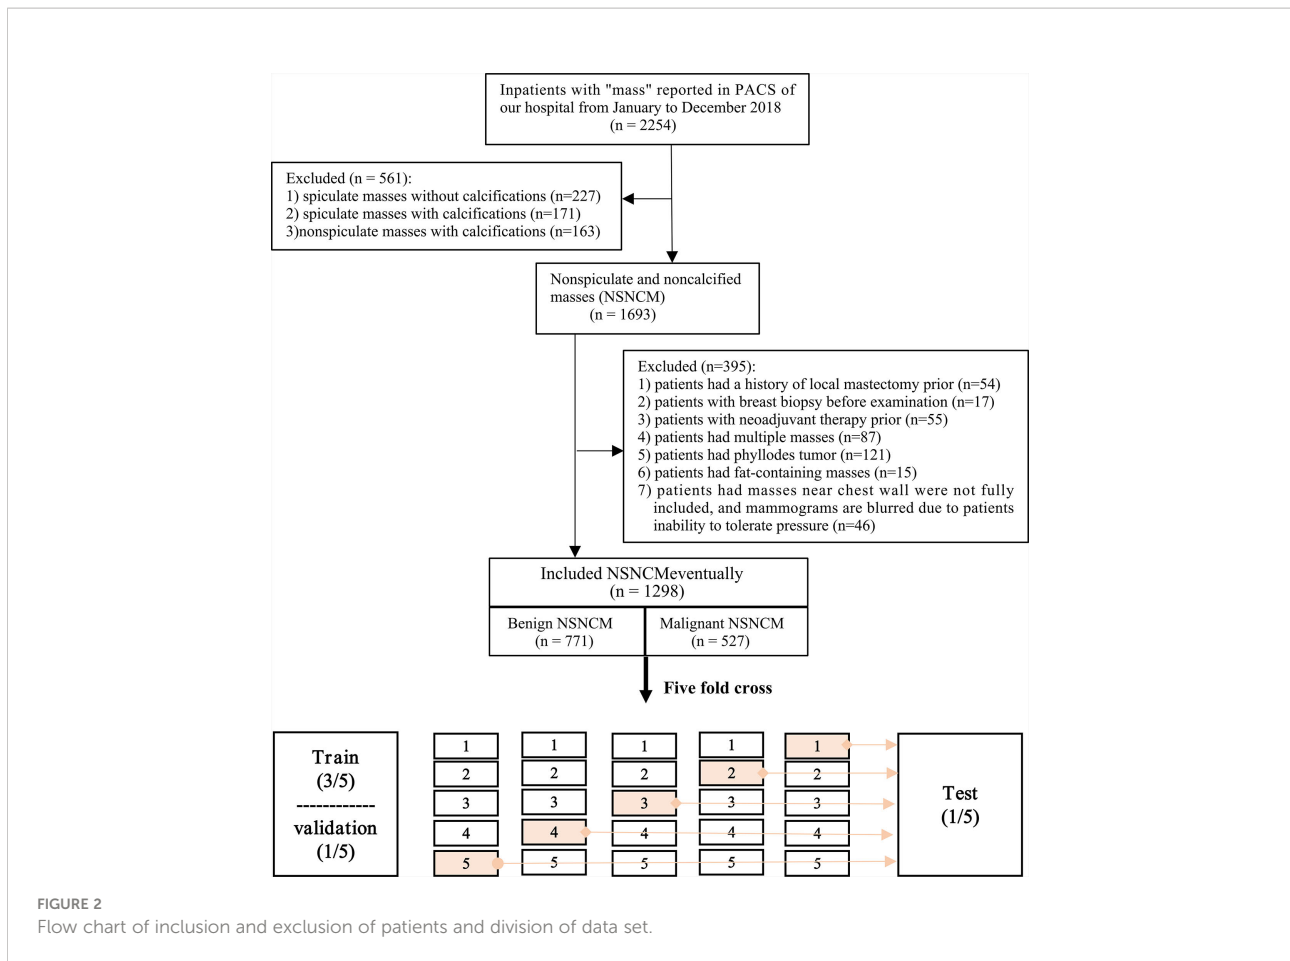 Inpatients with "mass" reported in PACS of
our hospital from January to December 2018
(n = 2254)
Excluded (n = 561):
1) spiculate masses without calcifications (n=227)
2) spiculate masses with calcifications (n=171)
3)nonspiculate masses with calcifications (n=163)
Nonspiculate and noncalcified
masses (NSNCM)
(n = 1693)
Excluded (n=395):
1) patients had a history of local mastectomy prior (n=54)
2) patients with breast biopsy before examination (n=17)
3) patients with neoadjuvant therapy prior (n=55)
4) patients had multiple masses (n=87)
5) patients had phyllodes tumor (n=121)
6) patients had fat-containing masses (n=15)
7) patients had masses near chest wall were not fully
included, and mammograms are blurred due to patients
inability to tolerate pressure (n=46)
Included NSNCMeventually
(n = 1298)
Benign NSNCM
(n = 771)
Malignant NSNCM
(n = 527)
Five fold cross
Train
(3/5)
------------
validation
(1/5)
1 1 1 1 1
2 2 2 2 2
3 3 3 3 3
4 4 4 4 4
5 5 5 5 5
Test
(1/5)
FIGURE 2
Flow chart of inclusion and exclusion of patients and division of data set.